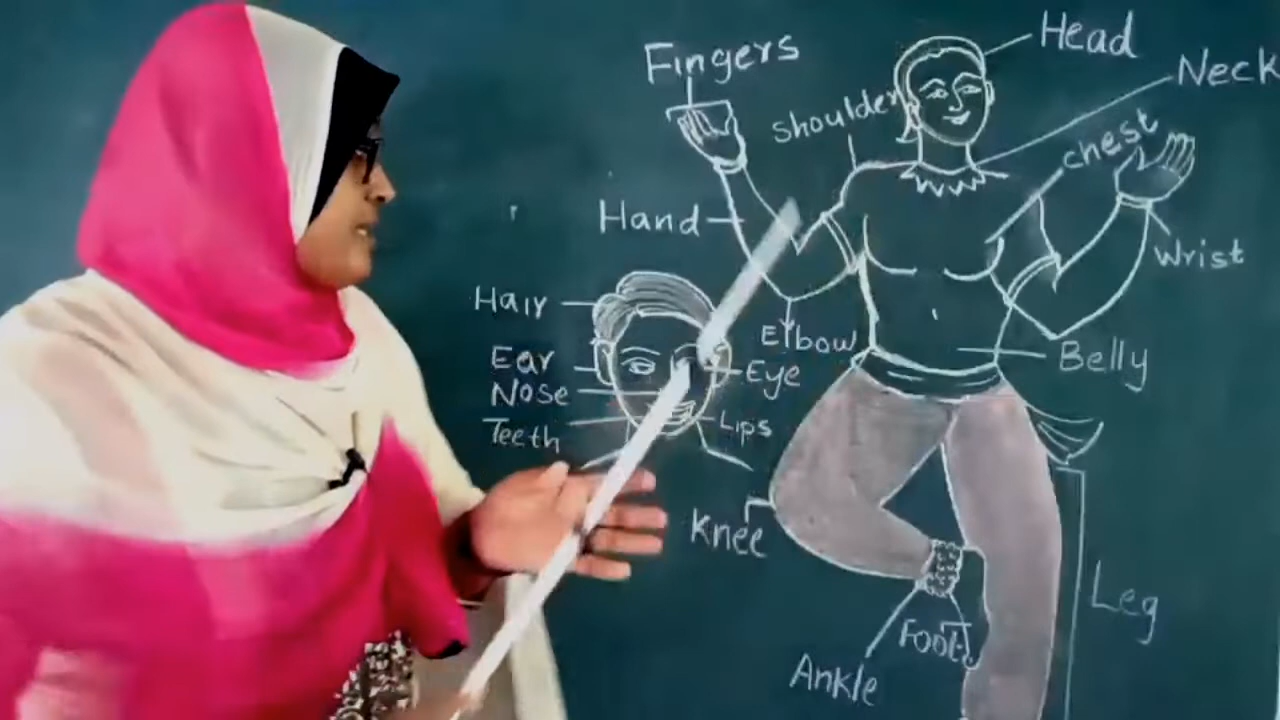 Fingers
Head
Neck
shoulder
chest
Hand
Wrist
Hair
Elbow
Ear
Eye
Belly
Nose
Teeth
Lips
Knee
Leg
Foot
Ankle